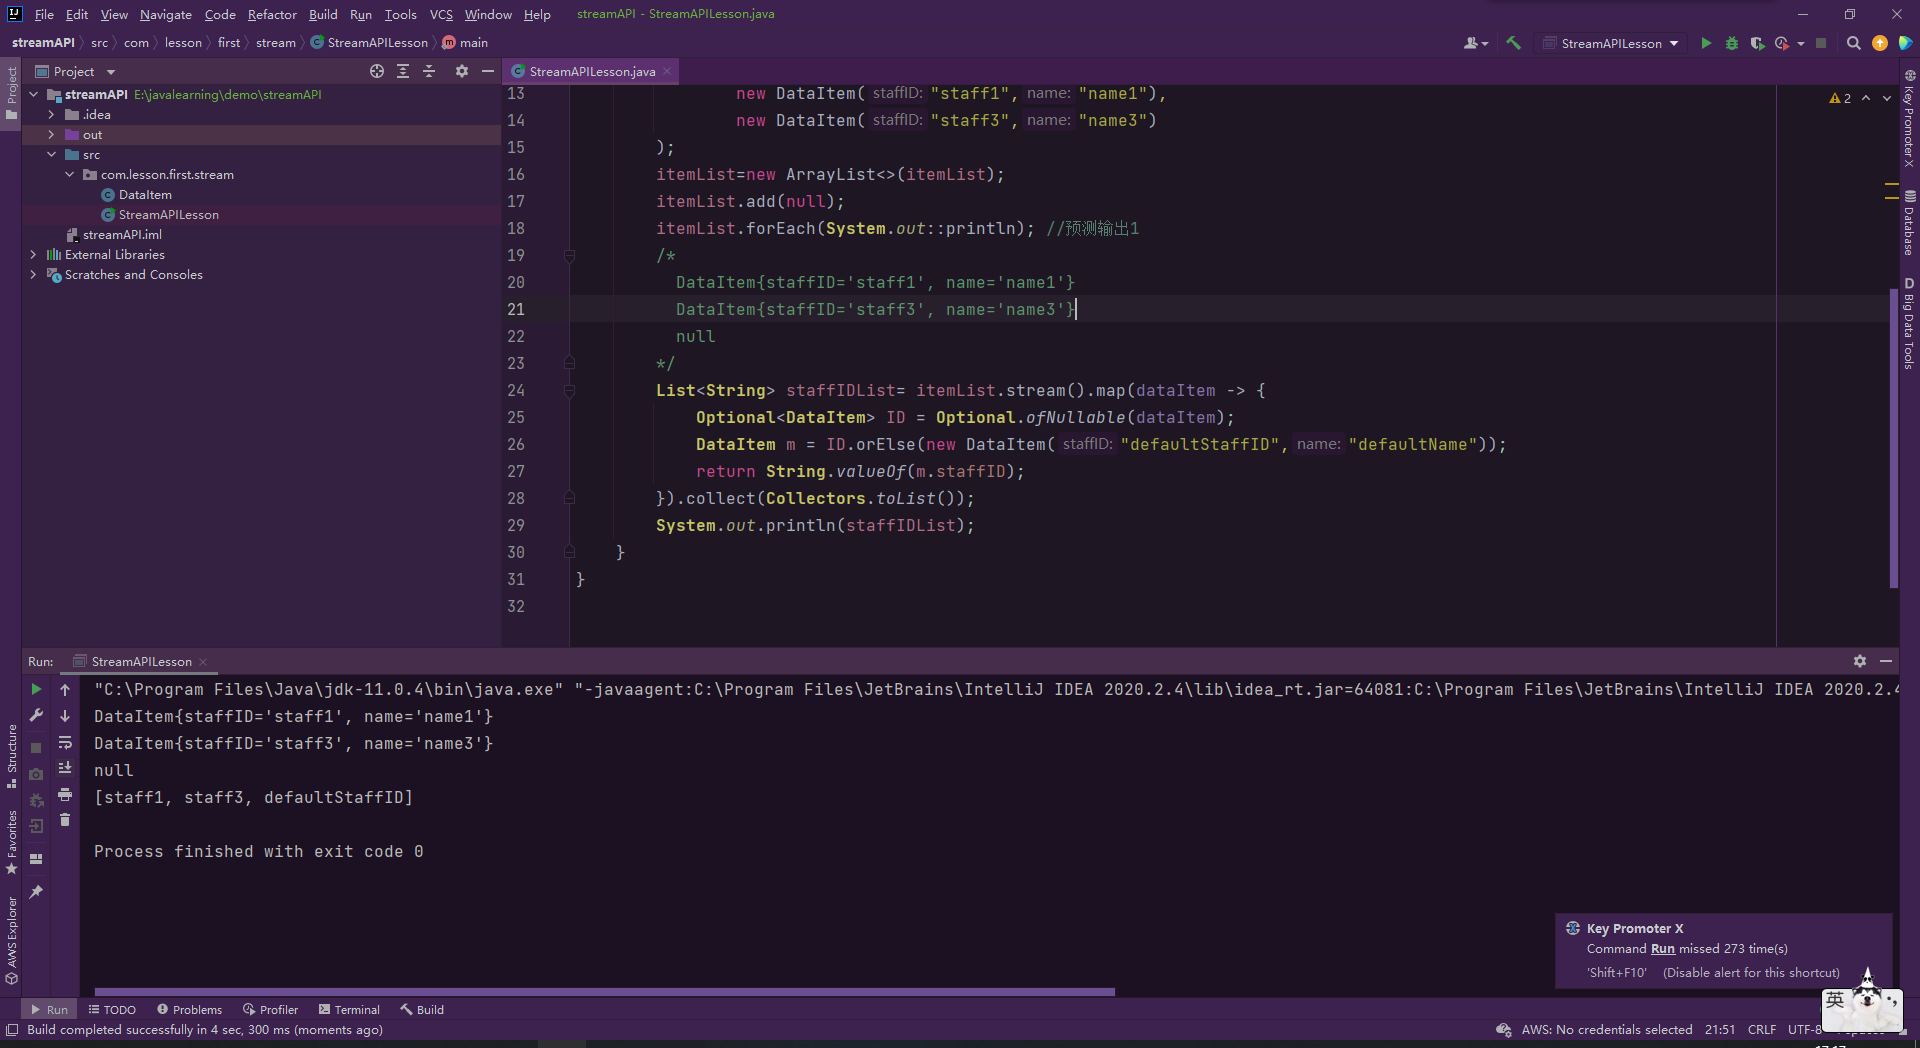 File Edit View Navigate Code Refactor Build Run Tools VCS Window Help streamAPI - StreamAPILesson.java
streamAPI src com lesson first stream StreamAPILesson main
StreamAPILesson
Project
Project
streamAPI E:\javalearning\demo\streamAPI
.idea
out
src
com.lesson.first.stream
DataItem
StreamAPILesson
streamAPI.iml
External Libraries
Scratches and Consoles
StreamAPILesson.java
2
13 new DataItem( staffID: "staff1", name: "name1"),
14 new DataItem( staffID: "staff3", name: "name3")
15 );
16 itemList=new ArrayList<>(itemList);
17 itemList.add(null);
18 itemList.forEach(System.out::println); //预测输出1
19 /*
20 DataItem{staffID='staff1', name='name1'}
21 DataItem{staffID='staff3', name='name3'}
22 null
23 */
24 List<String> staffIDList= itemList.stream().map(dataItem -> {
25 Optional<DataItem> ID = Optional.ofNullable(dataItem);
26 DataItem m = ID.orElse(new DataItem( staffID: "defaultStaffID", name: "defaultName"));
27 return String.valueOf(m.staffID);
28 }).collect(Collectors.toList());
29 System.out.println(staffIDList);
30 }
31 }
32
Key Promoter X
Database
Big Data Tools
Run: StreamAPILesson
"C:\Program Files\Java\jdk-11.0.4\bin\java.exe" "-javaagent:C:\Program Files\JetBrains\IntelliJ IDEA 2020.2.4\lib\idea_rt.jar=64081:C:\Program Files\JetBrains\IntelliJ IDEA 2020.2.4
DataItem{staffID='staff1', name='name1'}
DataItem{staffID='staff3', name='name3'}
null
[staff1, staff3, defaultStaffID]
Process finished with exit code 0
Structure
Favorites
AWS Explorer
Key Promoter X
Command Run missed 273 time(s)
'Shift+F10' (Disable alert for this shortcut)
英
Run TODO Problems Profiler Terminal Build
Build completed successfully in 4 sec, 300 ms (moments ago)
AWS: No credentials selected 21:51 CRLF UTF-8